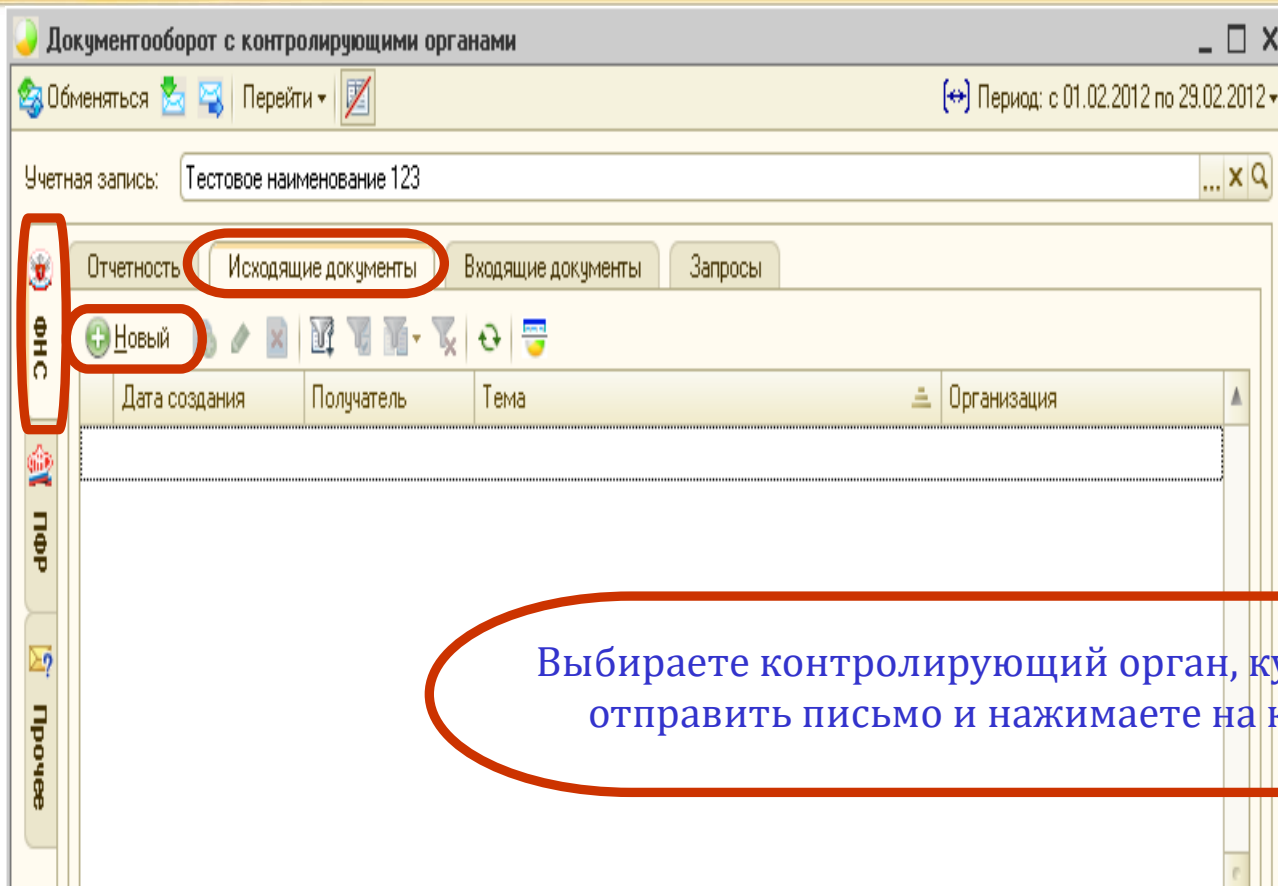 Документооборот с контролирующими органами
Обменяться Перейти Период: с 01.02.2012 по 29.02.2012
Учетная запись: Тестовое наименование 123 ...
Отчетность Исходящие документы Входящие документы Запросы
ФНС
Новый
Дата создания Получатель Тема Организация
ПФР
Выбираете контролирующий орган,
отправить письмо и нажимаете на
Прочее